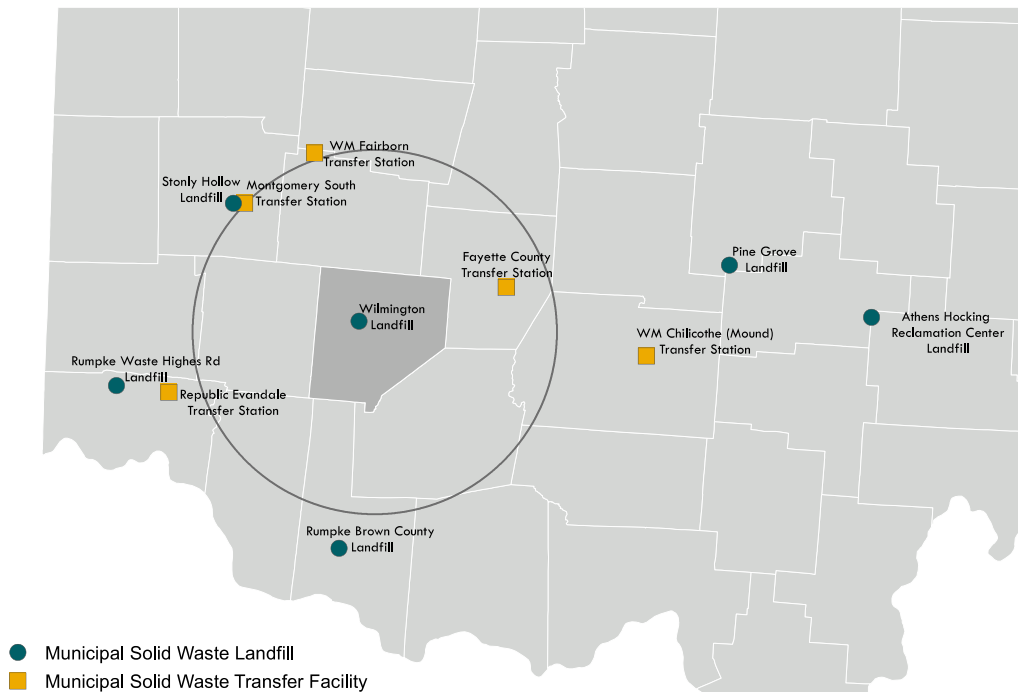 WM Fairborn
Transfer Station
Stonly Hollow
Landfill
Montgomery South
Transfer Station
Fayette County
Transfer Station
Pine Grove
Landfill
Wilmington
Landfill
Athens Hocking
Reclamation Center
Landfill
WM Chilicothe (Mound)
Transfer Station
Rumpke Waste Highes Rd
Landfill
Republic Evandale
Transfer Station
Rumpke Brown County
Landfill
Municipal Solid Waste Landfill
Municipal Solid Waste Transfer Facility